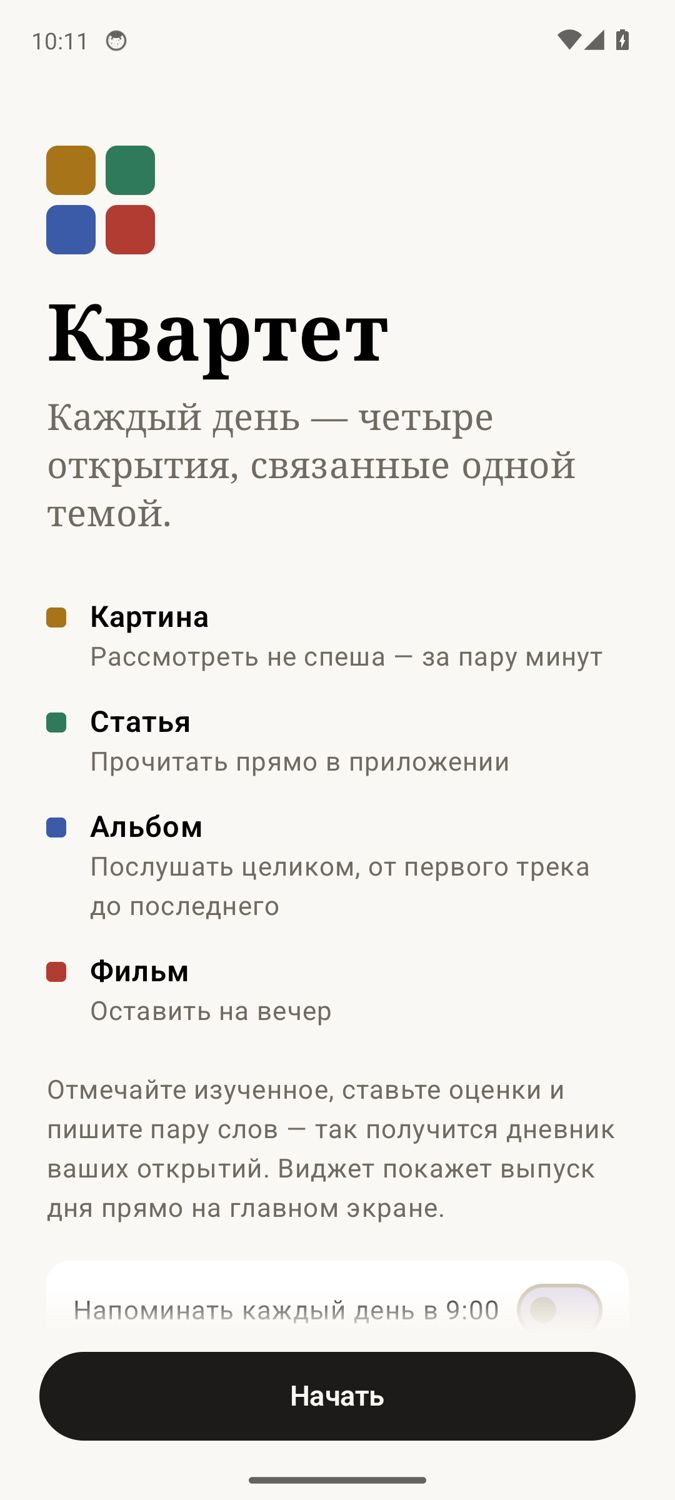 10:11
Квартет
Каждый день — четыре
открытия, связанные одной
темой.
Картина
Рассмотреть не спеша — за пару минут
Статья
Прочитать прямо в приложении
Альбом
Послушать целиком, от первого трека
до последнего
Фильм
Оставить на вечер
Отмечайте изученное, ставьте оценки и
пишите пару слов — так получится дневник
ваших открытий. Виджет покажет выпуск
дня прямо на главном экране.
Напоминать каждый день в 9:00
Начать